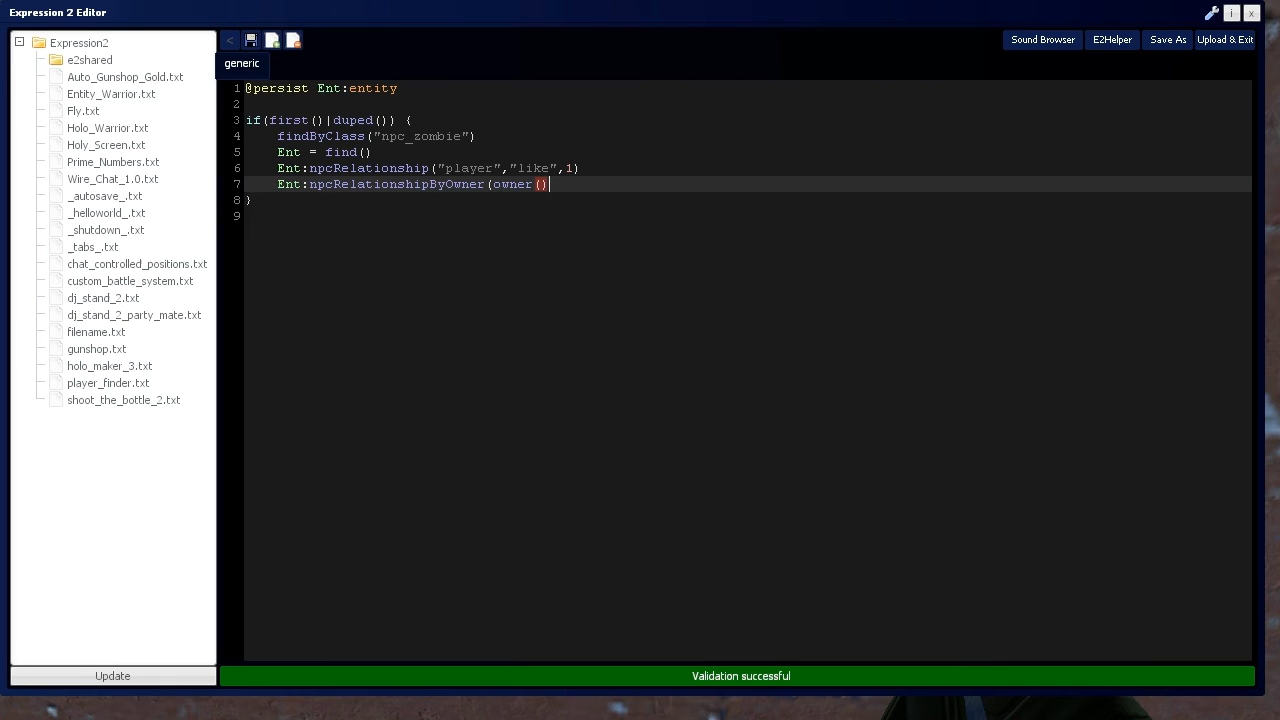 Expression 2 Editor
i
x
Expression2
e2shared
Auto_Gunshop_Gold.txt
Entity_Warrior.txt
Fly.txt
Holo_Warrior.txt
Holy_Screen.txt
Prime_Numbers.txt
Wire_Chat_1.0.txt
_autosave_.txt
_helloworld_.txt
_shutdown_.txt
_tabs_.txt
chat_controlled_positions.txt
custom_battle_system.txt
dj_stand_2.txt
dj_stand_2_party_mate.txt
filename.txt
gunshop.txt
holo_maker_3.txt
player_finder.txt
shoot_the_bottle_2.txt
Update
<
Sound Browser
E2Helper
Save As
Upload & Exit
generic
1 @persist Ent:entity
2
3 if(first()|duped()) {
4 findByClass("npc_zombie")
5 Ent = find()
6 Ent:npcRelationship("player","like",1)
7 Ent:npcRelationshipByOwner(owner()
8 }
9
Validation successful